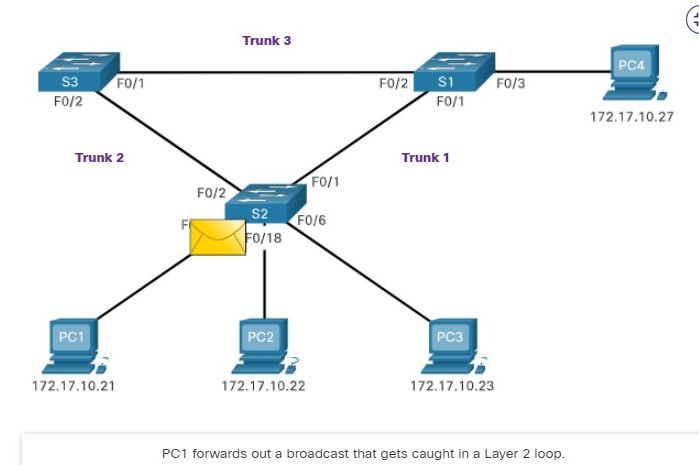 Trunk 3
S3
F0/1
F0/2
F0/2
S1
F0/3
F0/1
PC4
172.17.10.27
Trunk 2
Trunk 1
F0/2
F0/1
S2
F0/6
F0/18
PC1
PC2
PC3
172.17.10.21
172.17.10.22
172.17.10.23
PC1 forwards out a broadcast that gets caught in a Layer 2 loop.